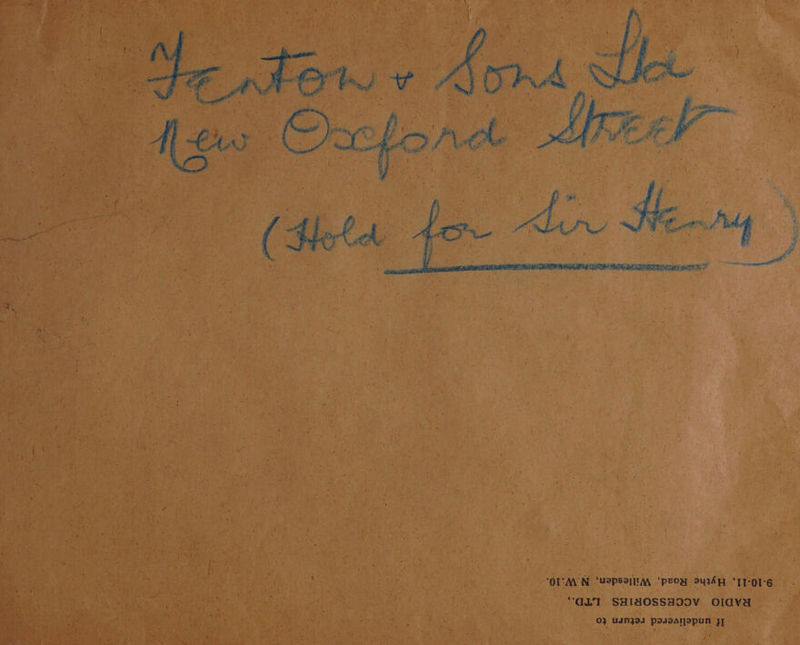 Fenton + Sons Ltd
New Oxford Street
(Hold for Sir Henry)
If undelivered return to
RADIO ACCESSORIES LTD.,
9-10-11, Hythe Road, Willesden, N.W.10.